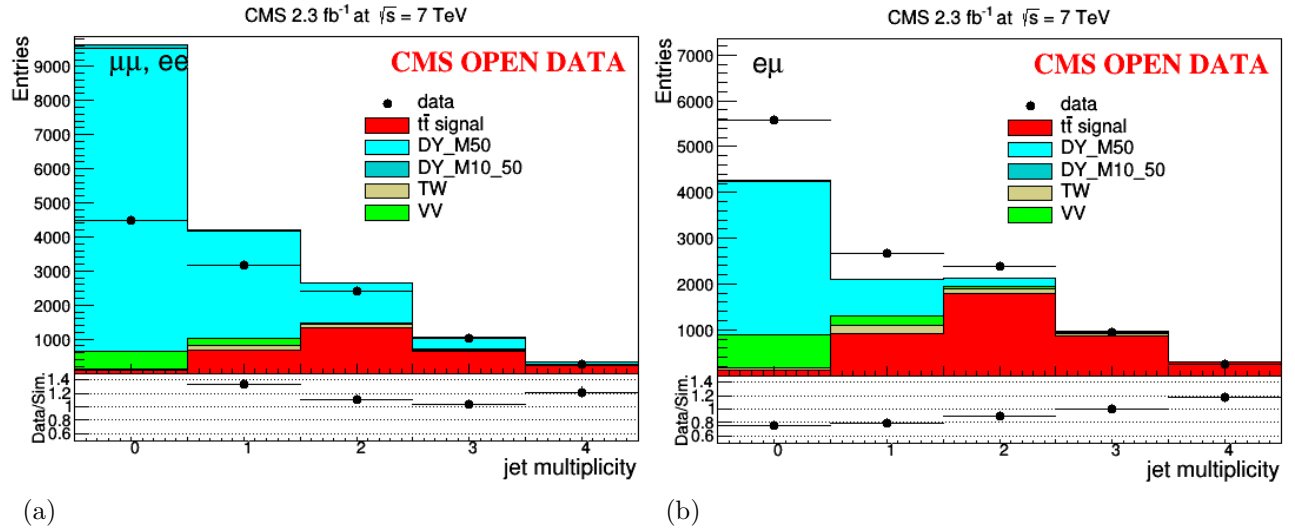 CMS 2.3 fb⁻¹ at √s = 7 TeV
Entries
μμ, ee
CMS OPEN DATA
data
tt̄ signal
DY_M50
DY_M10_50
TW
VV
9000
8000
7000
6000
5000
4000
3000
2000
1000
Data/Sim.
1.4
1.2
1
0.8
0.6
0 1 2 3 4
jet multiplicity
(a)
CMS 2.3 fb⁻¹ at √s = 7 TeV
Entries
eμ
CMS OPEN DATA
data
tt̄ signal
DY_M50
DY_M10_50
TW
VV
7000
6000
5000
4000
3000
2000
1000
Data/Sim.
1.4
1.2
1
0.8
0.6
0 1 2 3 4
jet multiplicity
(b)